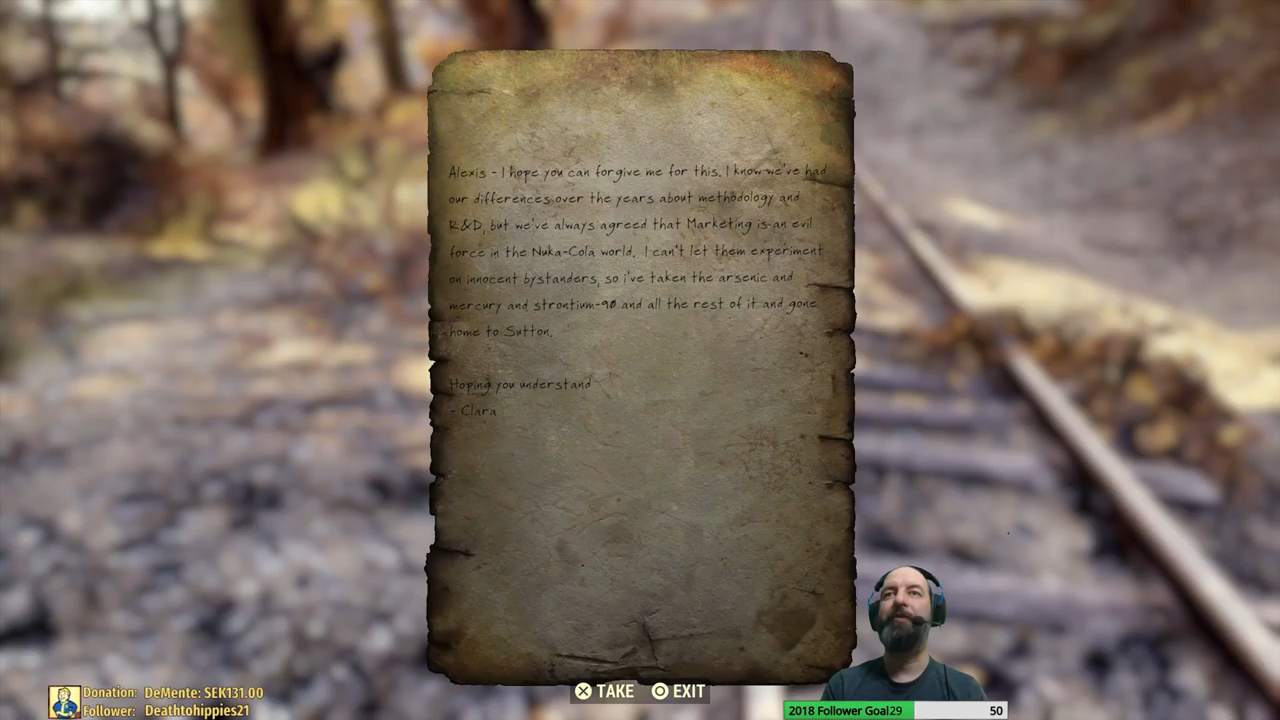 Alexis - I hope you can forgive me for this. I know we've had
our differences over the years about methodology and
R&D, but we've always agreed that Marketing is an evil
force in the Nuka-Cola world. I can't let them experiment
on innocent bystanders, so i've taken the arsenic and
mercury and strontium-90 and all the rest of it and gone
home to Sutton.
Hoping you understand
- Clara
TAKE EXIT
Donation: DeMente: SEK131.00
Follower: Deathtohippies21
2018 Follower Goal 29 50